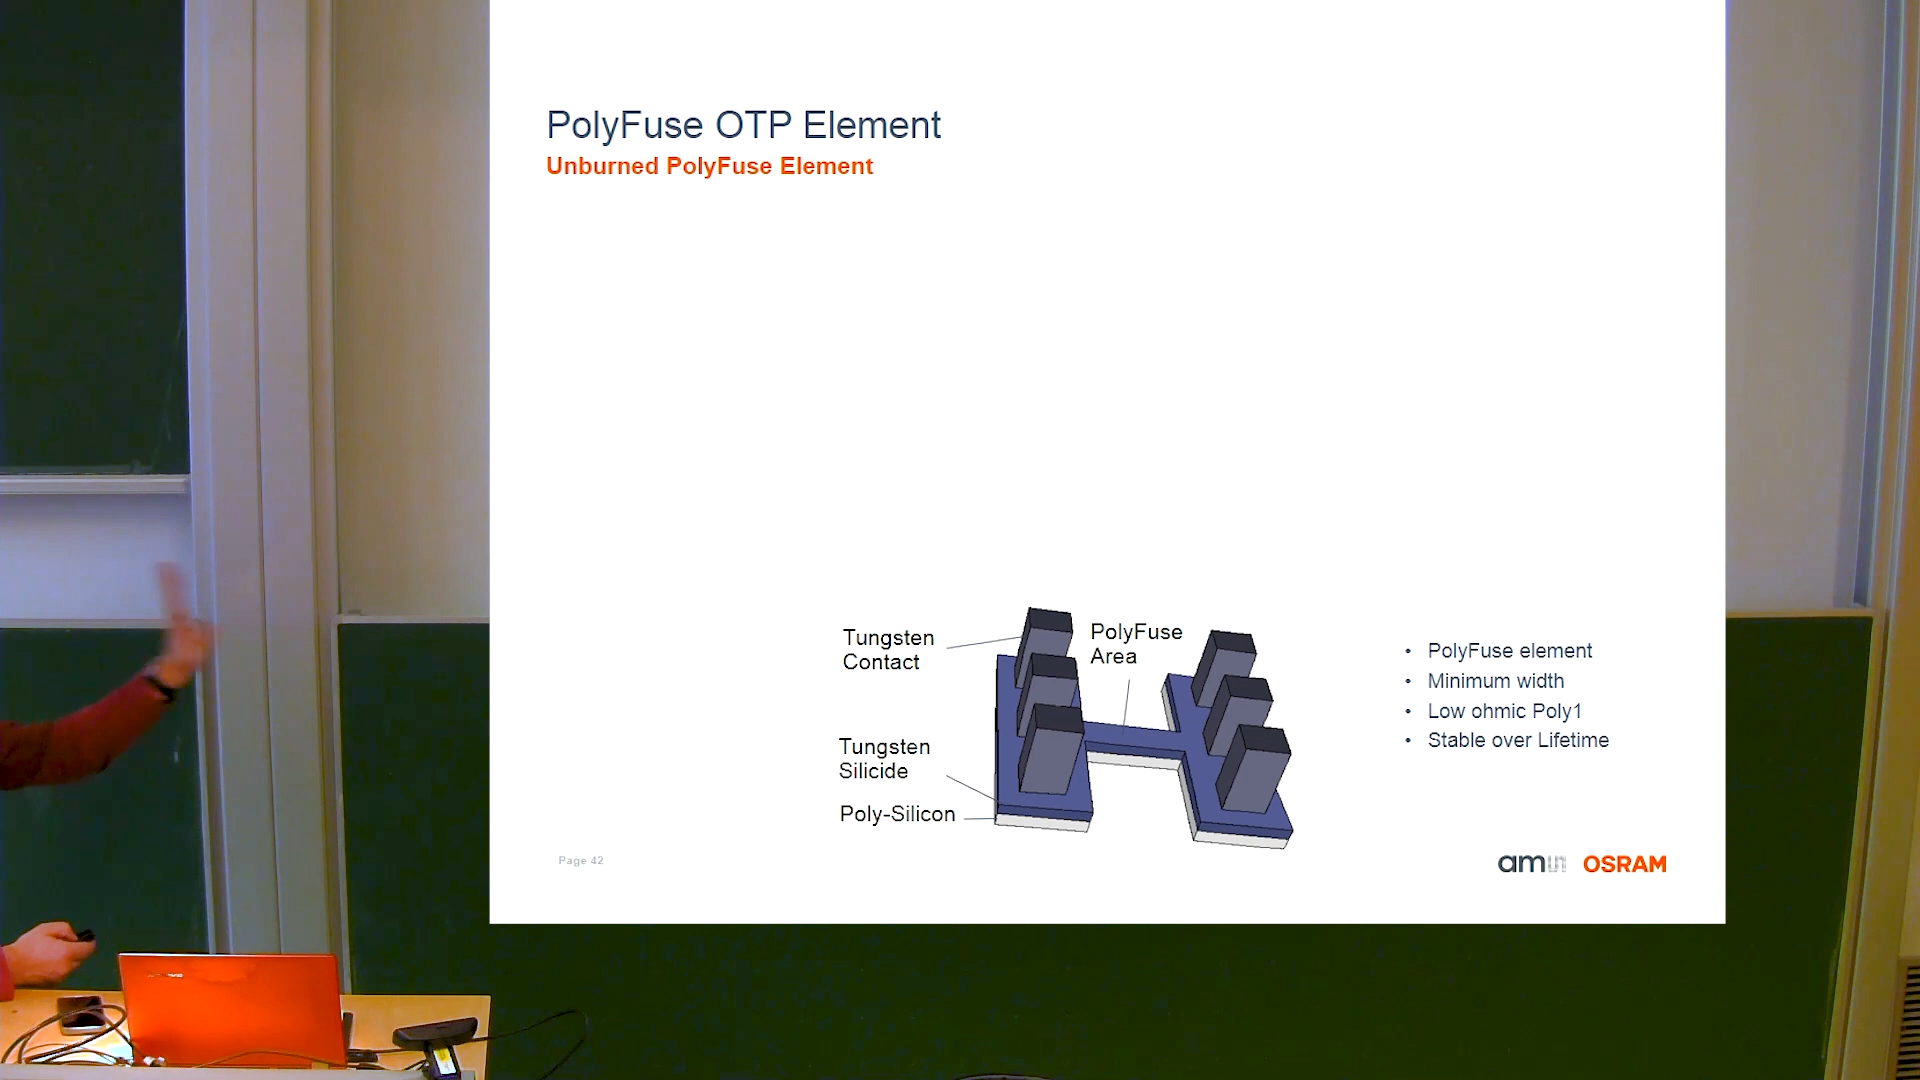 PolyFuse OTP Element
Unburned PolyFuse Element
Tungsten
Contact
PolyFuse
Area
Tungsten
Silicide
Poly-Silicon
• PolyFuse element
• Minimum width
• Low ohmic Poly1
• Stable over Lifetime
Page 42
am OSRAM